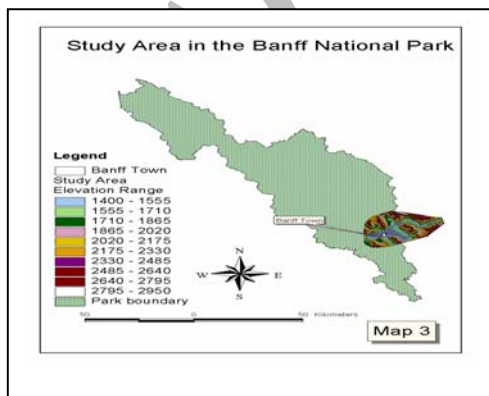 Study Area in the Banff National Park
Legend
Banff Town
Study Area
Elevation Range
1400 - 1555
1555 - 1710
1710 - 1865
1865 - 2020
2020 - 2175
2175 - 2330
2330 - 2485
2485 - 2640
2640 - 2795
2795 - 2950
Park boundary
Banff Town
N
W E
S
50 0 50 Kilometers
Map 3